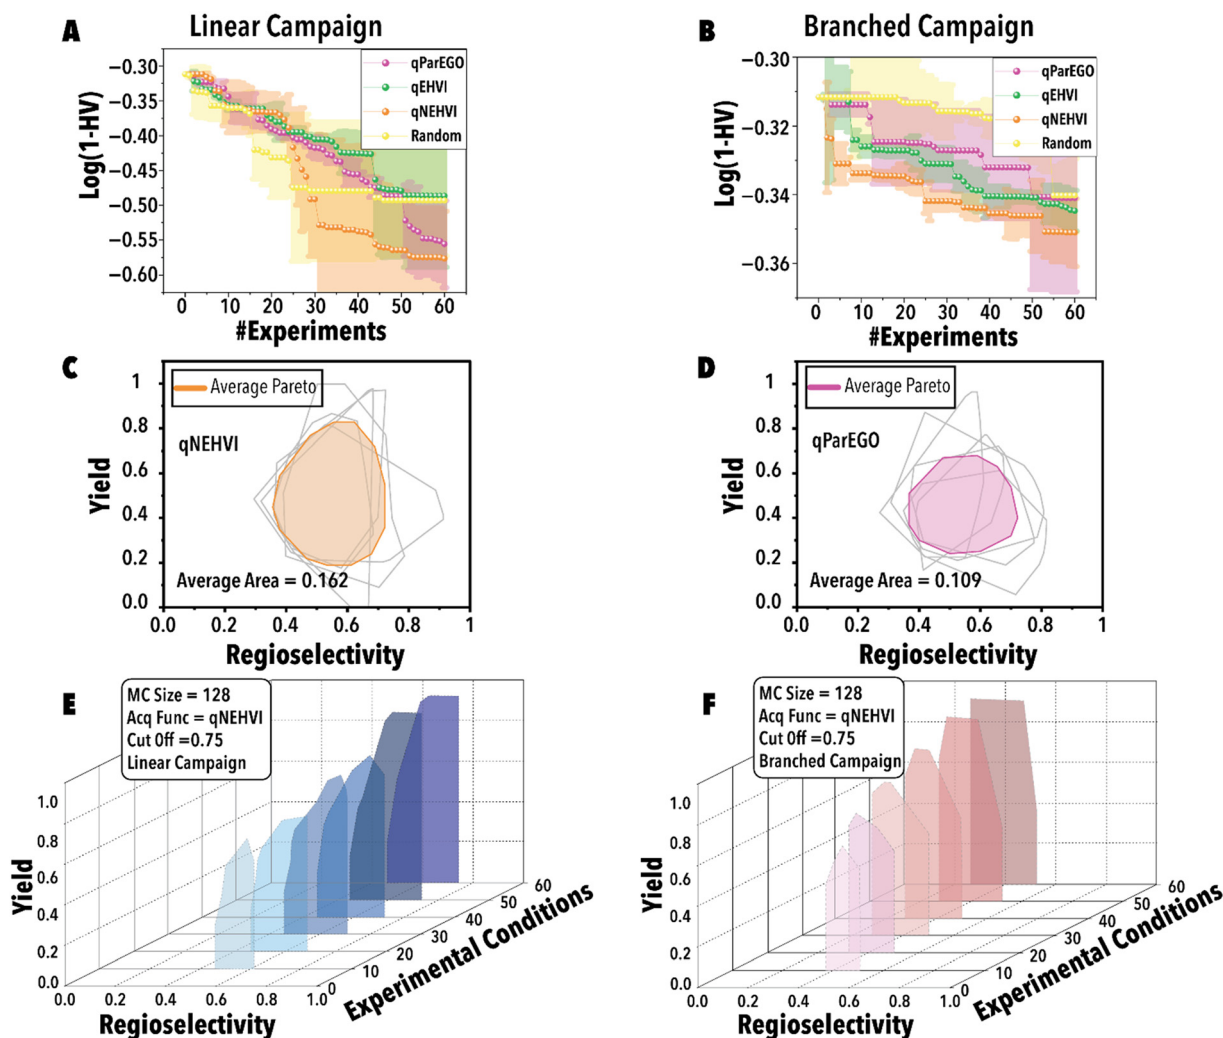 A
Linear Campaign
−0.30
−0.35
−0.40
−0.45
−0.50
−0.55
−0.60
Log(1-HV)
qParEGO
qEHVI
qNEHVI
Random
0 10 20 30 40 50 60
#Experiments
B
Branched Campaign
−0.30
−0.32
−0.34
−0.36
Log(1-HV)
qParEGO
qEHVI
qNEHVI
Random
0 10 20 30 40 50 60
#Experiments
C
1
0.8
0.6
0.4
0.2
0.0
Yield
Average Pareto
qNEHVI
Average Area = 0.162
0.0 0.2 0.4 0.6 0.8 1
Regioselectivity
D
1
0.8
0.6
0.4
0.2
0.0
Yield
Average Pareto
qParEGO
Average Area = 0.109
0.0 0.2 0.4 0.6 0.8 1
Regioselectivity
E
MC Size = 128
Acq Func = qNEHVI
Cut Off =0.75
Linear Campaign
1.0
0.8
0.6
0.4
0.2
0.0
Yield
0.0 0.2 0.4 0.6 0.8 1.0
Regioselectivity
0 10 20 30 40 50 60
Experimental Conditions
F
MC Size = 128
Acq Func = qNEHVI
Cut Off =0.75
Branched Campaign
1.0
0.8
0.6
0.4
0.2
0.0
Yield
0.0 0.2 0.4 0.6 0.8 1.0
Regioselectivity
0 10 20 30 40 50 60
Experimental Conditions